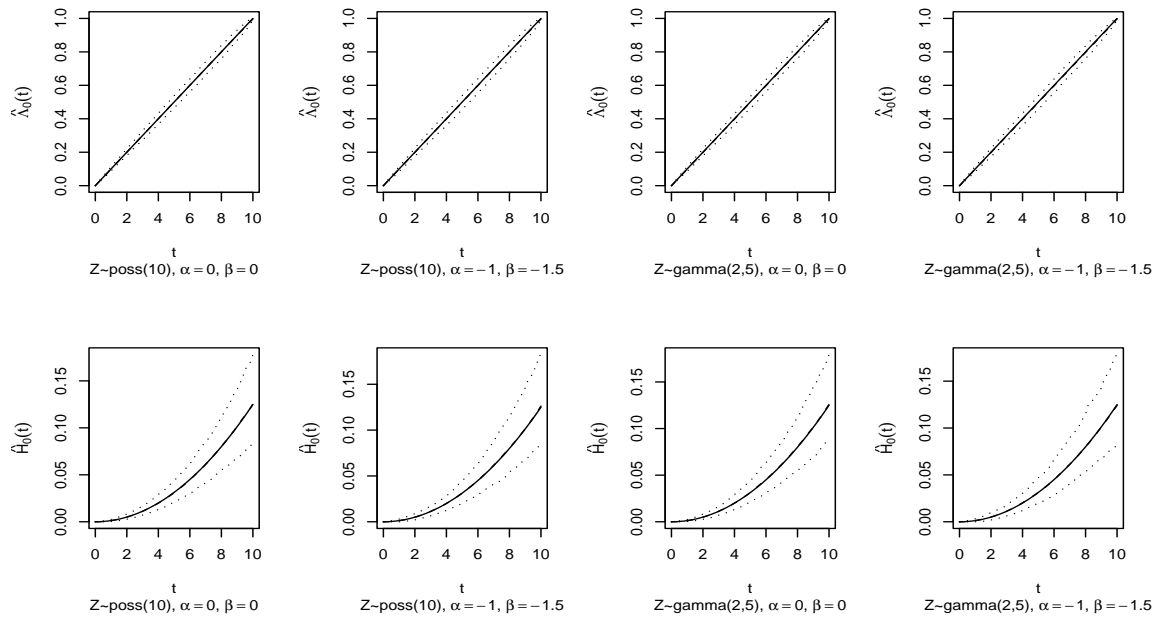 Λ̂₀(t)
0.0 0.2 0.4 0.6 0.8 1.0
0 2 4 6 8 10
t
Z~poss(10), α = 0, β = 0
Λ̂₀(t)
0.0 0.2 0.4 0.6 0.8 1.0
0 2 4 6 8 10
t
Z~poss(10), α = −1, β = −1.5
Λ̂₀(t)
0.0 0.2 0.4 0.6 0.8 1.0
0 2 4 6 8 10
t
Z~gamma(2,5), α = 0, β = 0
Λ̂₀(t)
0.0 0.2 0.4 0.6 0.8 1.0
0 2 4 6 8 10
t
Z~gamma(2,5), α = −1, β = −1.5
Ĥ₀(t)
0.00 0.05 0.10 0.15
0 2 4 6 8 10
t
Z~poss(10), α = 0, β = 0
Ĥ₀(t)
0.00 0.05 0.10 0.15
0 2 4 6 8 10
t
Z~poss(10), α = −1, β = −1.5
Ĥ₀(t)
0.00 0.05 0.10 0.15
0 2 4 6 8 10
t
Z~gamma(2,5), α = 0, β = 0
Ĥ₀(t)
0.00 0.05 0.10 0.15
0 2 4 6 8 10
t
Z~gamma(2,5), α = −1, β = −1.5